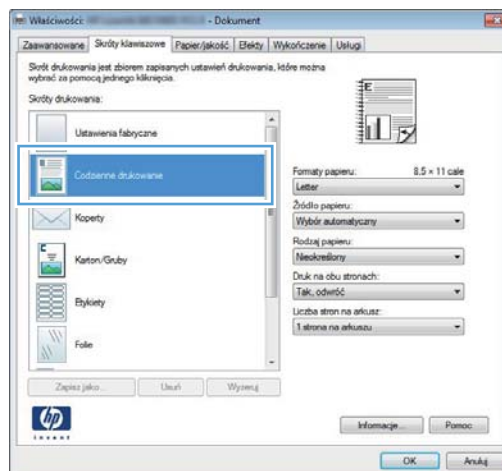 Właściwości: - Dokument
Zaawansowane Skróty klawiszowe Papier/jakość Efekty Wykończenie Usługi
Skrót drukowania jest zbiorem zapisanych ustawień drukowania, które można
wybrać za pomocą jednego kliknięcia.
Skróty drukowania:
Ustawienia fabryczne
Codzienne drukowanie
Koperty
Karton/Gruby
Etykiety
Folie
Zapisz jako...
Usuń
Wyzeruj
E
Formaty papieru: 8.5 × 11 cale
Letter
Źródło papieru:
Wybór automatyczny
Rodzaj papieru:
Nieokreślony
Druk na obu stronach:
Tak, odwróć
Liczba stron na arkusz:
1 strona na arkuszu
hp
invent
Informacje...
Pomoc
OK
Anuluj